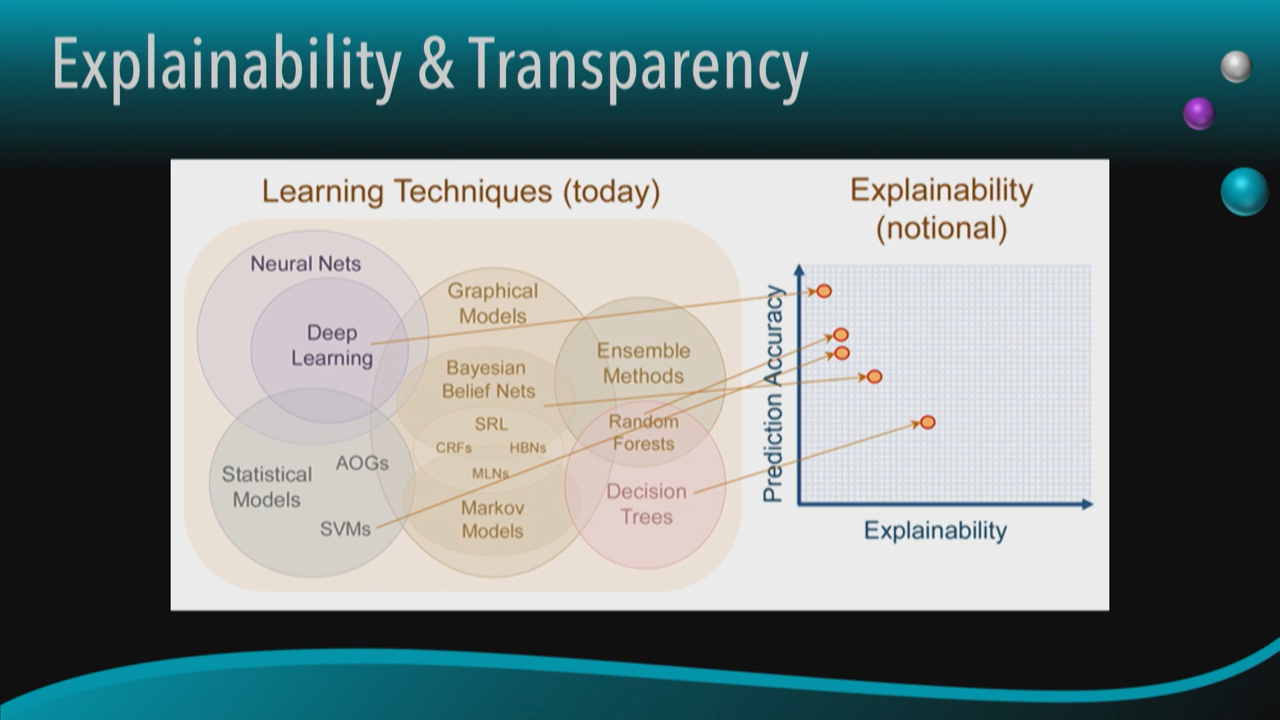 Explainability & Transparency
Learning Techniques (today)
Neural Nets
Deep
Learning
Graphical
Models
Bayesian
Belief Nets
SRL
CRFs
HBNs
MLNs
Markov
Models
Ensemble
Methods
Random
Forests
Decision
Trees
Statistical
Models
AOGs
SVMs
Explainability
(notional)
Prediction Accuracy
Explainability